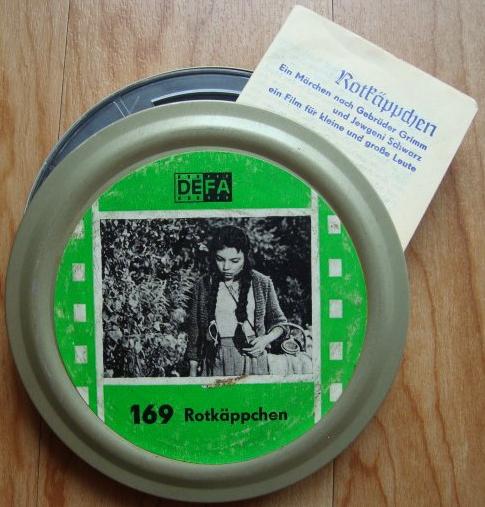 Rotkäppchen
Ein Märchen nach Gebrüder Grimm
und Jewgeni Schwarz
ein Film für kleine und große Leute
DEFA
169 Rotkäppchen